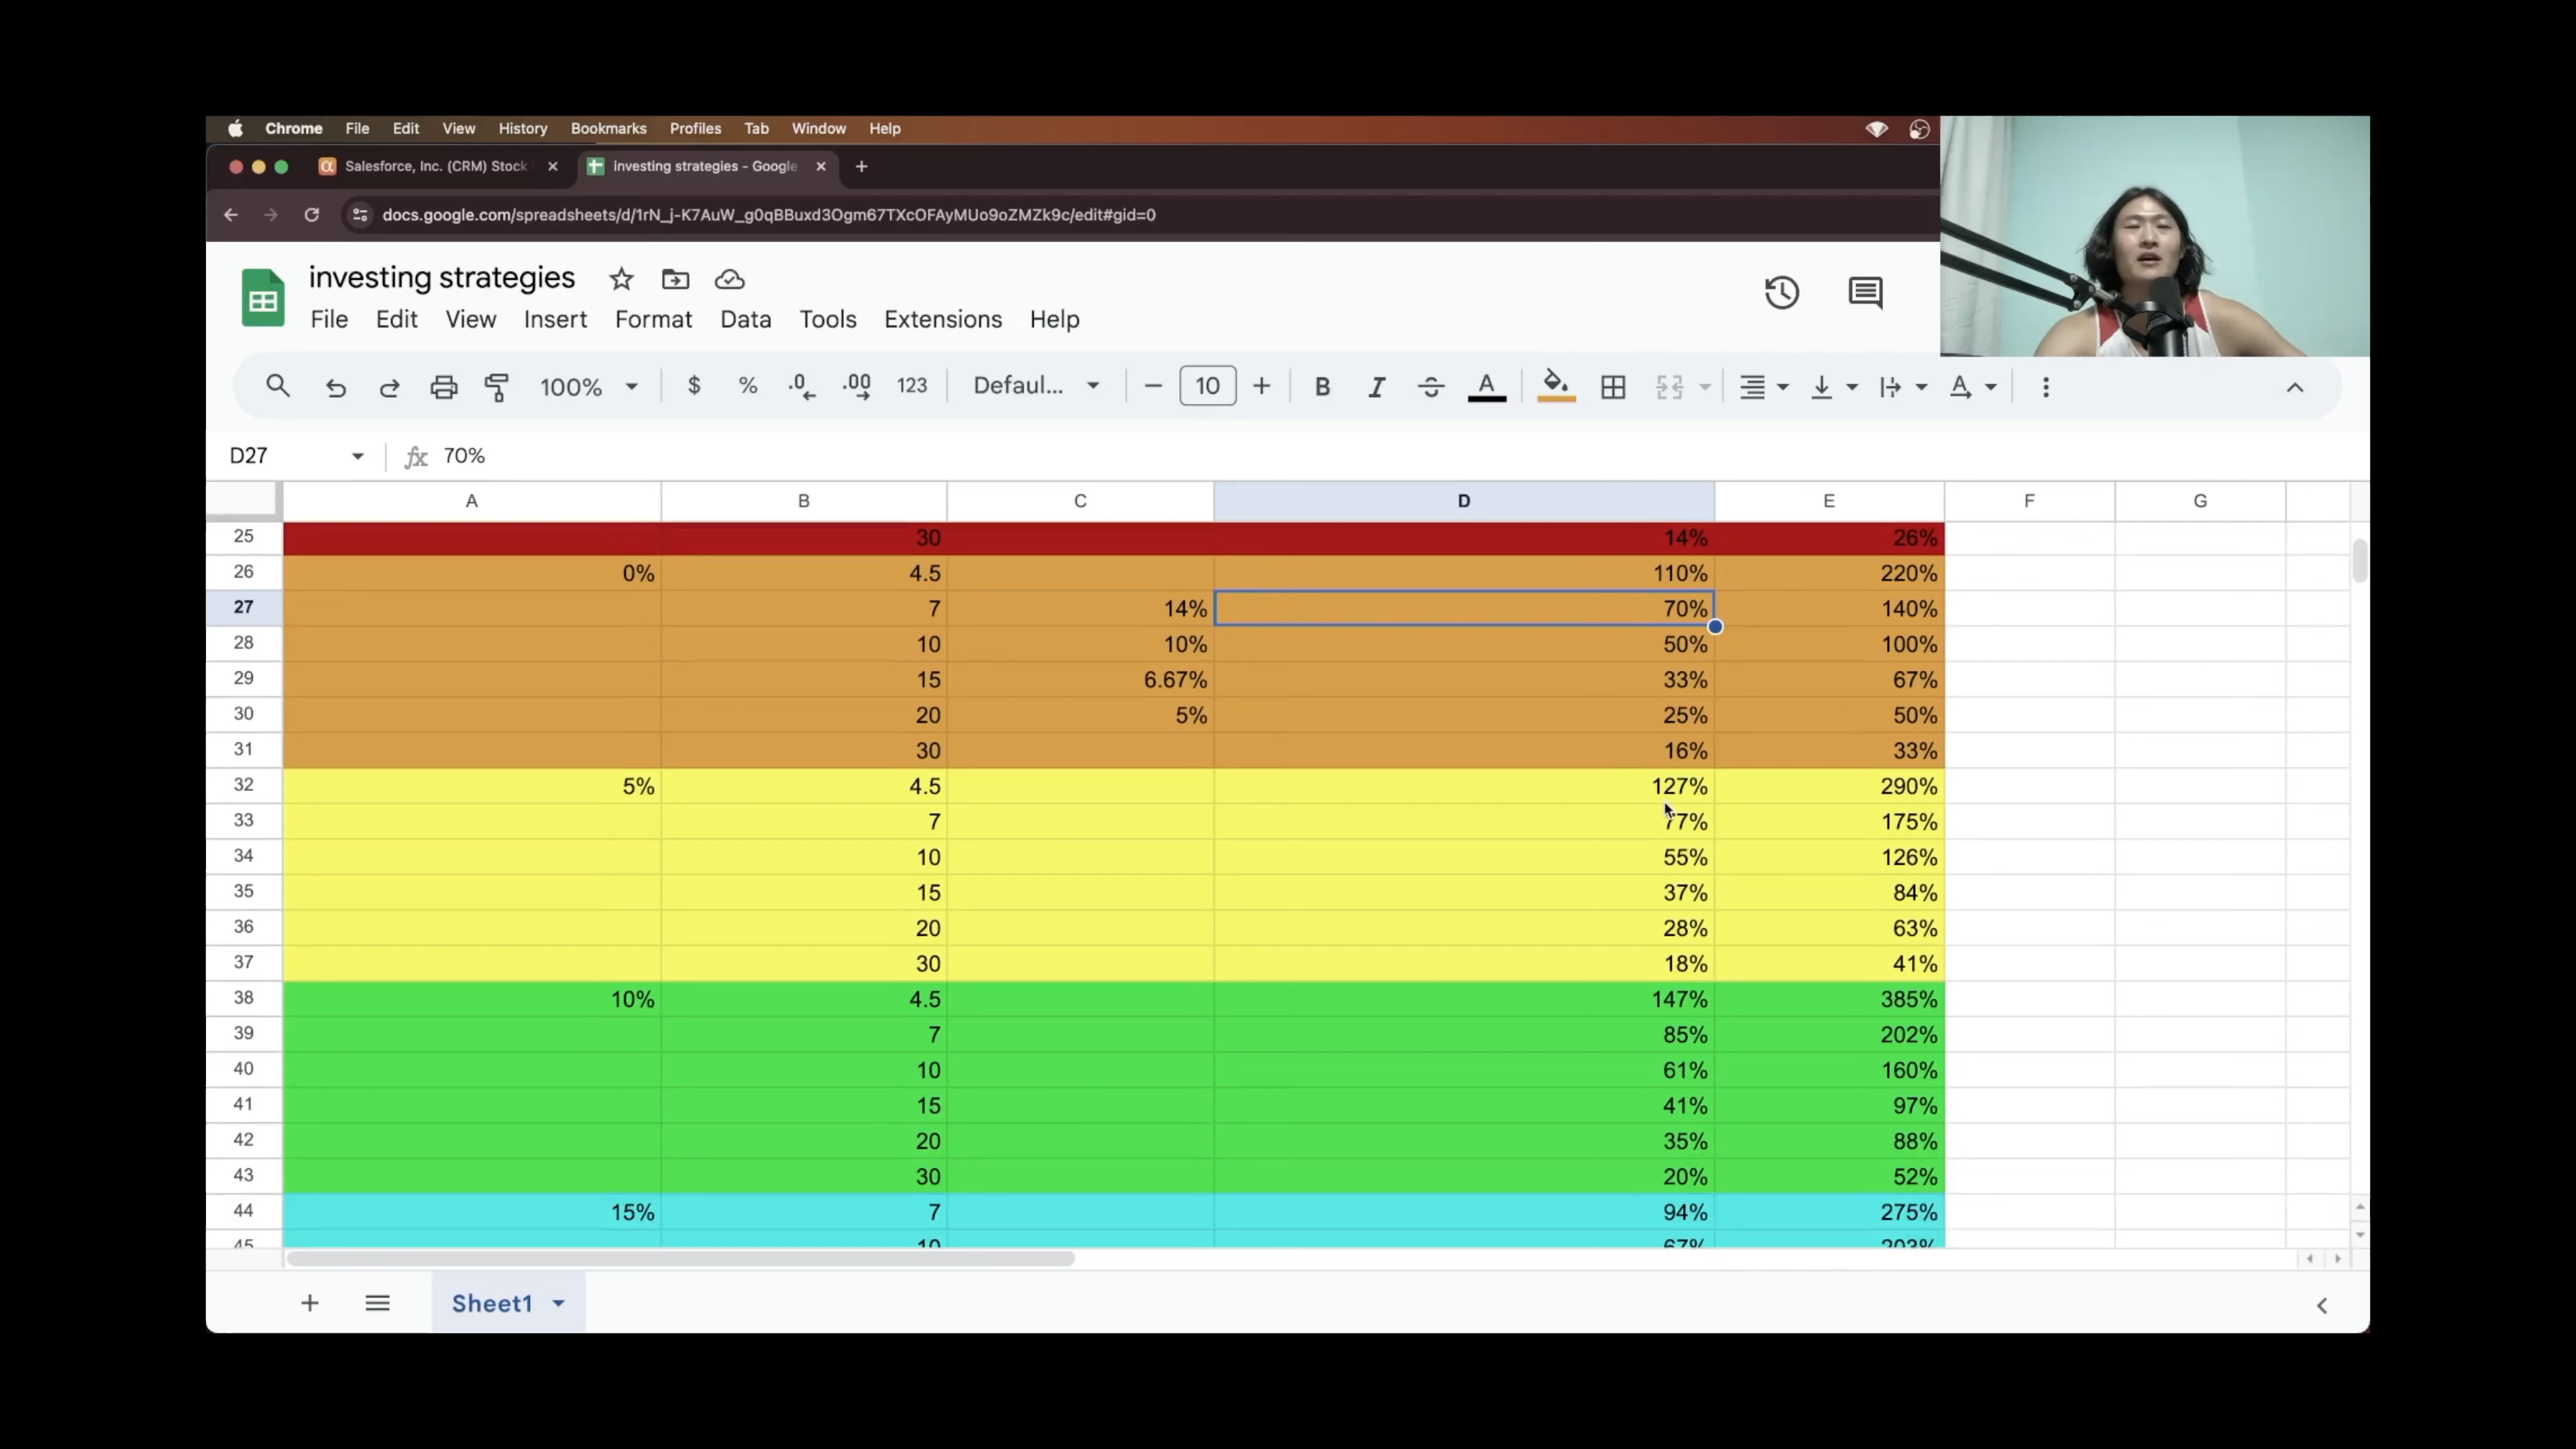 Chrome File Edit View History Bookmarks Profiles Tab Window Help
Salesforce, Inc. (CRM) Stock investing strategies - Google
docs.google.com/spreadsheets/d/1rN_j-K7AuW_g0qBBuxd3Ogm67TXcOFAyMUo9oZMZk9c/edit#gid=0
investing strategies
File Edit View Insert Format Data Tools Extensions Help
100% $ % .0 .00 123 Defaul... 10 B I A A
D27 fx 70%
A B C D E F G
25 30 14% 26%
26 0% 4.5 110% 220%
27 7 14% 70% 140%
28 10 10% 50% 100%
29 15 6.67% 33% 67%
30 20 5% 25% 50%
31 30 16% 33%
32 5% 4.5 127% 290%
33 7 77% 175%
34 10 55% 126%
35 15 37% 84%
36 20 28% 63%
37 30 18% 41%
38 10% 4.5 147% 385%
39 7 85% 202%
40 10 61% 160%
41 15 41% 97%
42 20 35% 88%
43 30 20% 52%
44 15% 7 94% 275%
45 10 67% 203%
Sheet1